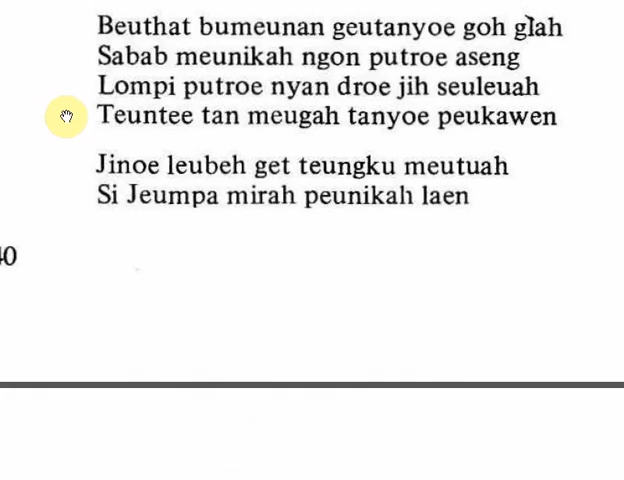 Beuthat bumeunan geutanyoe goh glah
Sabab meunikah ngon putroe aseng
Lompi putroe nyan droe jih seuleuah
Teuntee tan meugah tanyoe peukawen
Jinoe leubeh get teungku meutuah
Si Jeumpa mirah peunikah laen
40